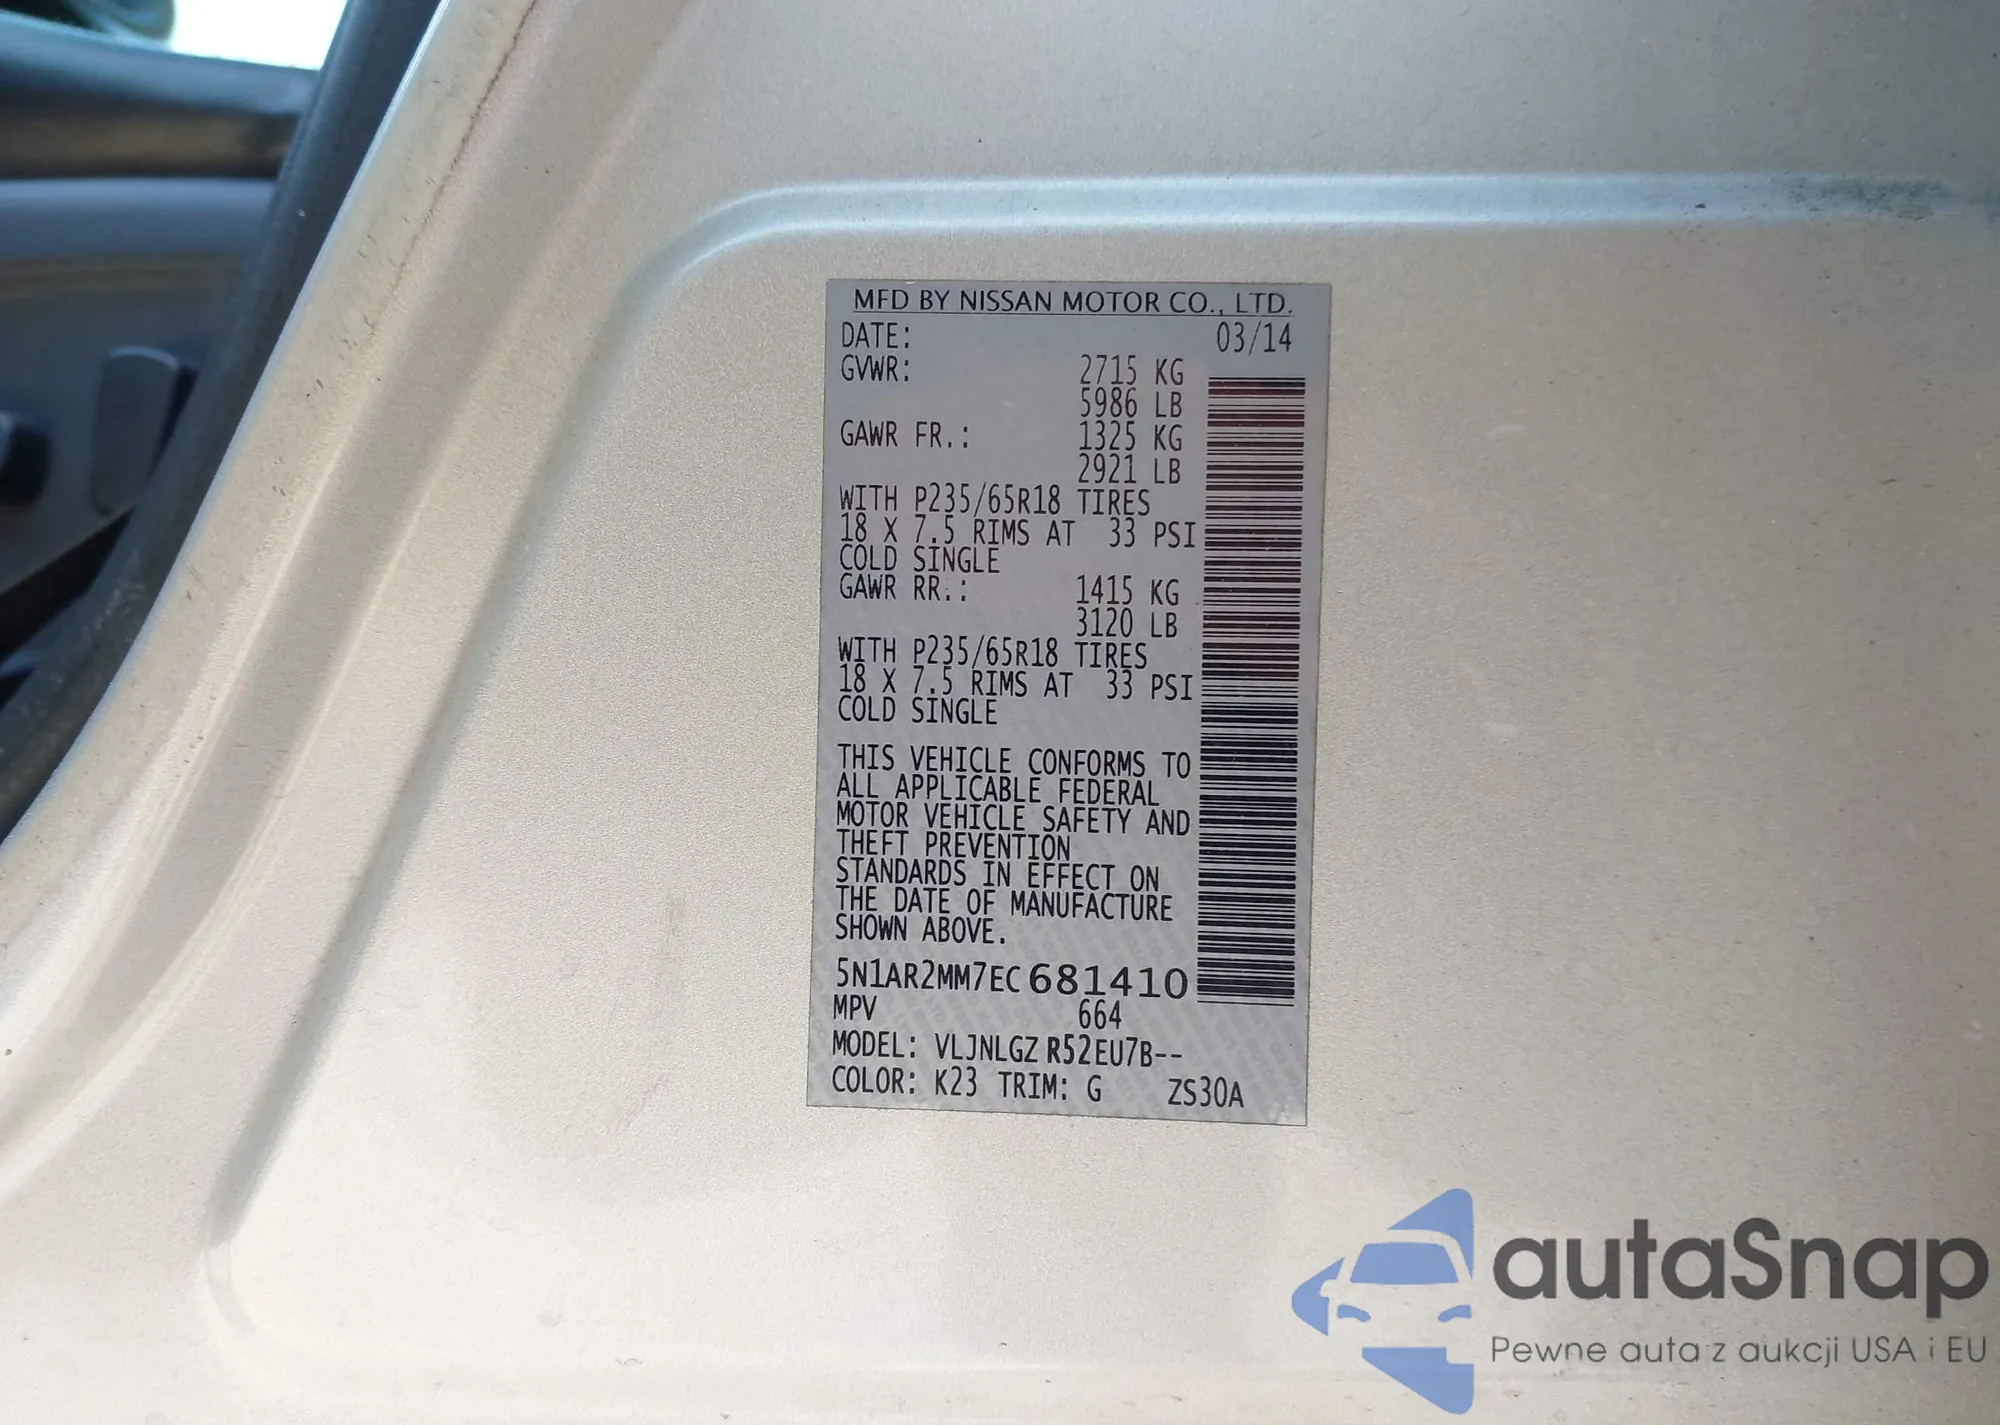 MFD BY NISSAN MOTOR CO., LTD.
DATE: 03/14
GVWR: 2715 KG
5986 LB
GAWR FR.: 1325 KG
2921 LB
WITH P235/65R18 TIRES
18 X 7.5 RIMS AT 33 PSI
COLD SINGLE
GAWR RR.: 1415 KG
3120 LB
WITH P235/65R18 TIRES
18 X 7.5 RIMS AT 33 PSI
COLD SINGLE
THIS VEHICLE CONFORMS TO
ALL APPLICABLE FEDERAL
MOTOR VEHICLE SAFETY AND
THEFT PREVENTION
STANDARDS IN EFFECT ON
THE DATE OF MANUFACTURE
SHOWN ABOVE.
5N1AR2MM7EC681410
MPV 664
MODEL: VLJNLGZ R52EU7B--
COLOR: K23 TRIM: G ZS30A
autaSnap
Pewne auta z aukcji USA i EU